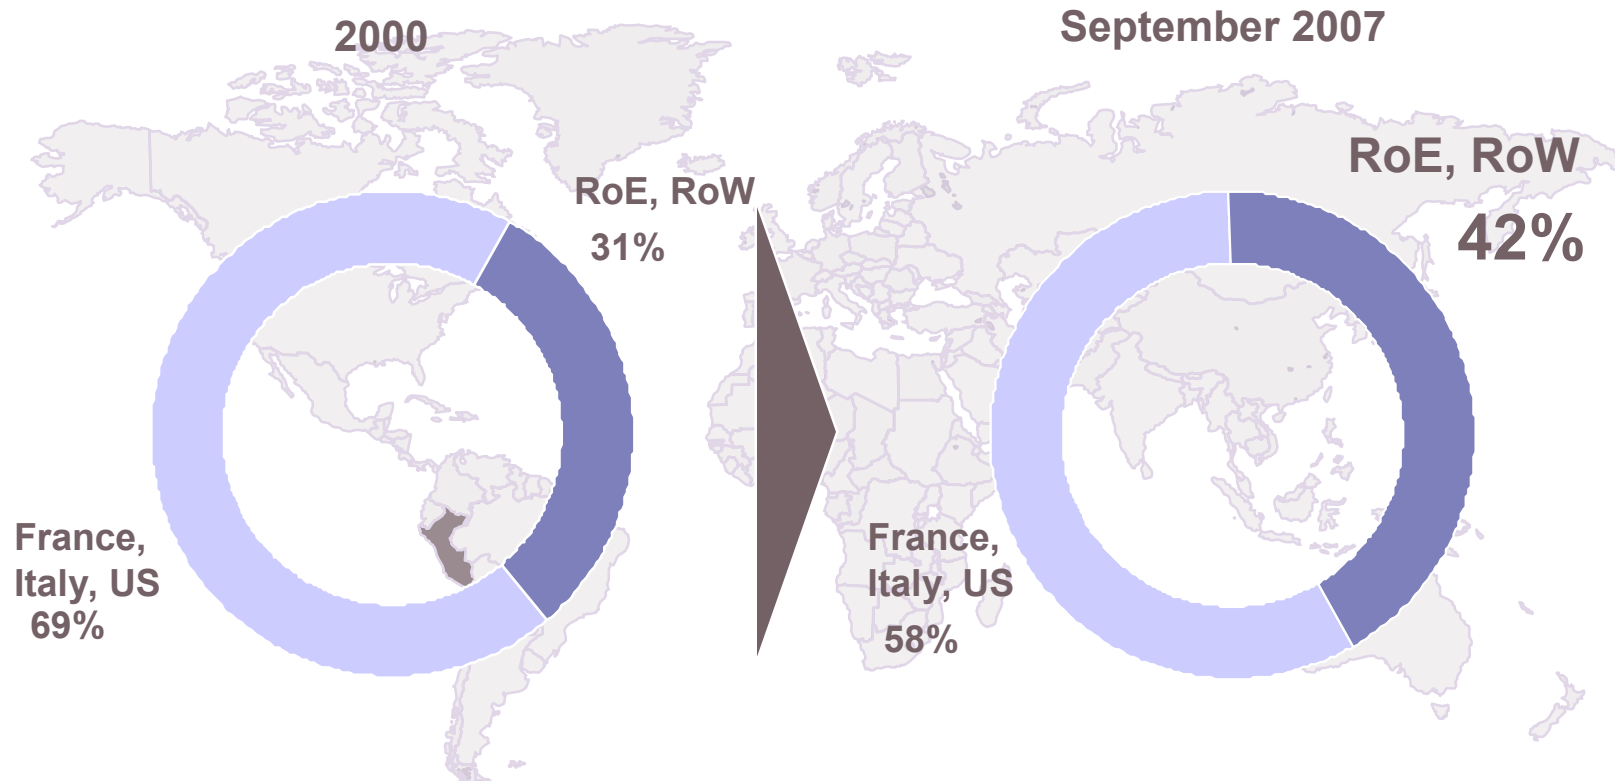 2000
RoE, RoW
31%
France,
Italy, US
69%
September 2007
RoE, RoW
42%
France,
Italy, US
58%